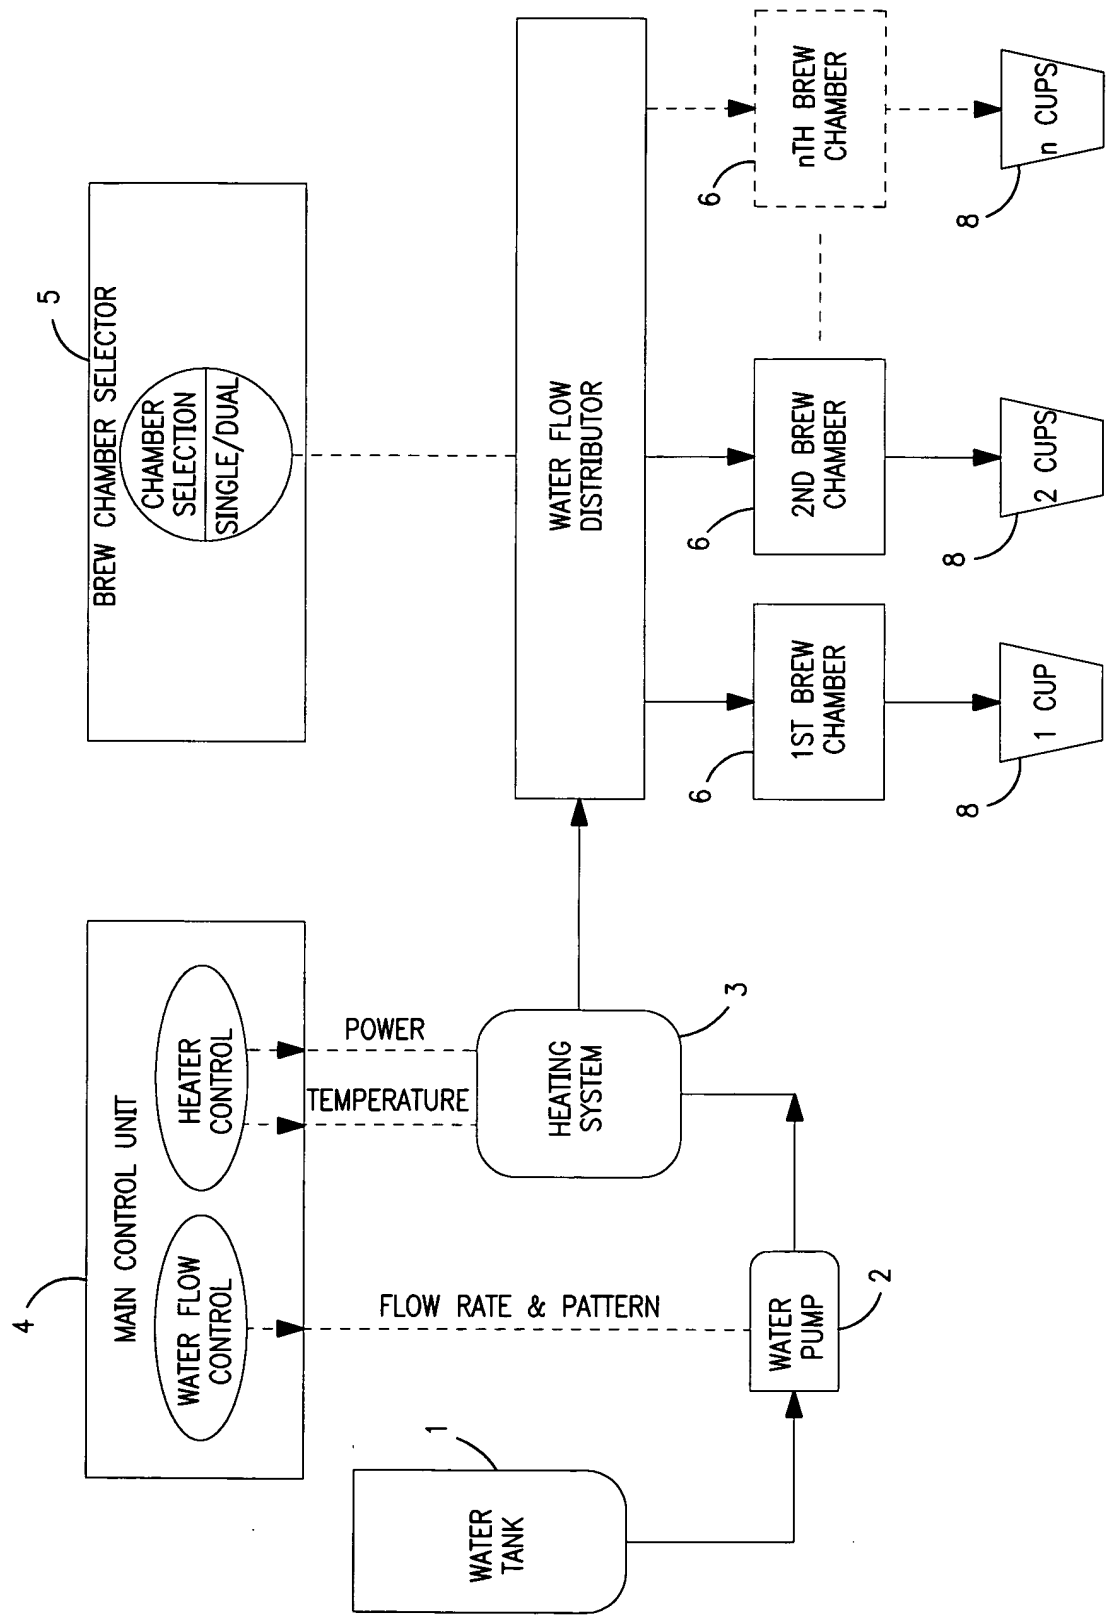 4
MAIN CONTROL UNIT
WATER FLOW
CONTROL
HEATER
CONTROL
5
BREW CHAMBER SELECTOR
CHAMBER
SELECTION
SINGLE/DUAL
FLOW RATE & PATTERN
TEMPERATURE
POWER
1
WATER
TANK
WATER
PUMP
2
HEATING
SYSTEM
3
WATER FLOW
DISTRIBUTOR
6
1ST BREW
CHAMBER
6
2ND BREW
CHAMBER
6
nTH BREW
CHAMBER
8
1 CUP
8
2 CUPS
8
n CUPS